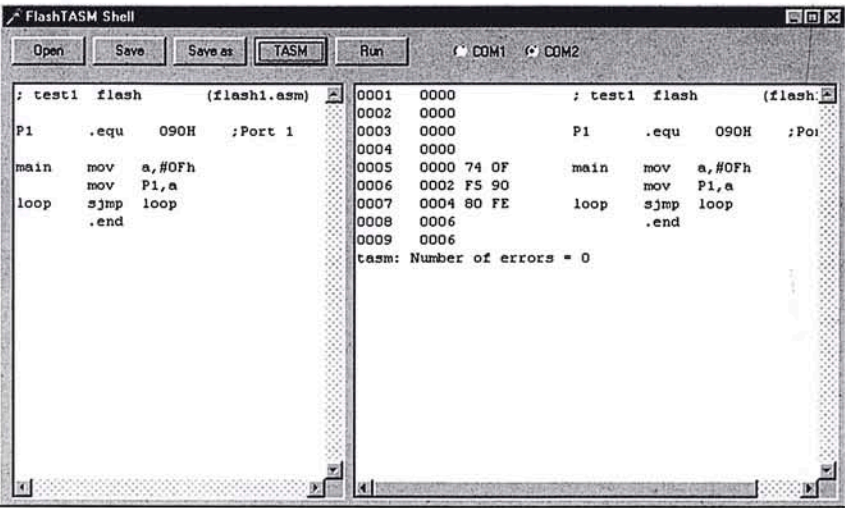 FlashTASM Shell
Open Save Save as TASM Run COM1 COM2
; test1 flash (flash1.asm)
P1 .equ 090H ;Port 1
main mov a,#0Fh
mov P1,a
loop sjmp loop
.end
0001 0000 ; test1 flash (flash
0002 0000
0003 0000 P1 .equ 090H ;Por
0004 0000
0005 0000 74 0F main mov a,#0Fh
0006 0002 F5 90 mov P1,a
0007 0004 80 FE loop sjmp loop
0008 0006 .end
0009 0006
tasm: Number of errors = 0